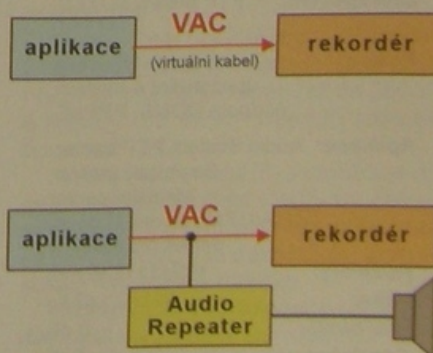 VAC
aplikace
rekordér
(virtuální kabel)
VAC
aplikace
rekordér
Audio
Repeater